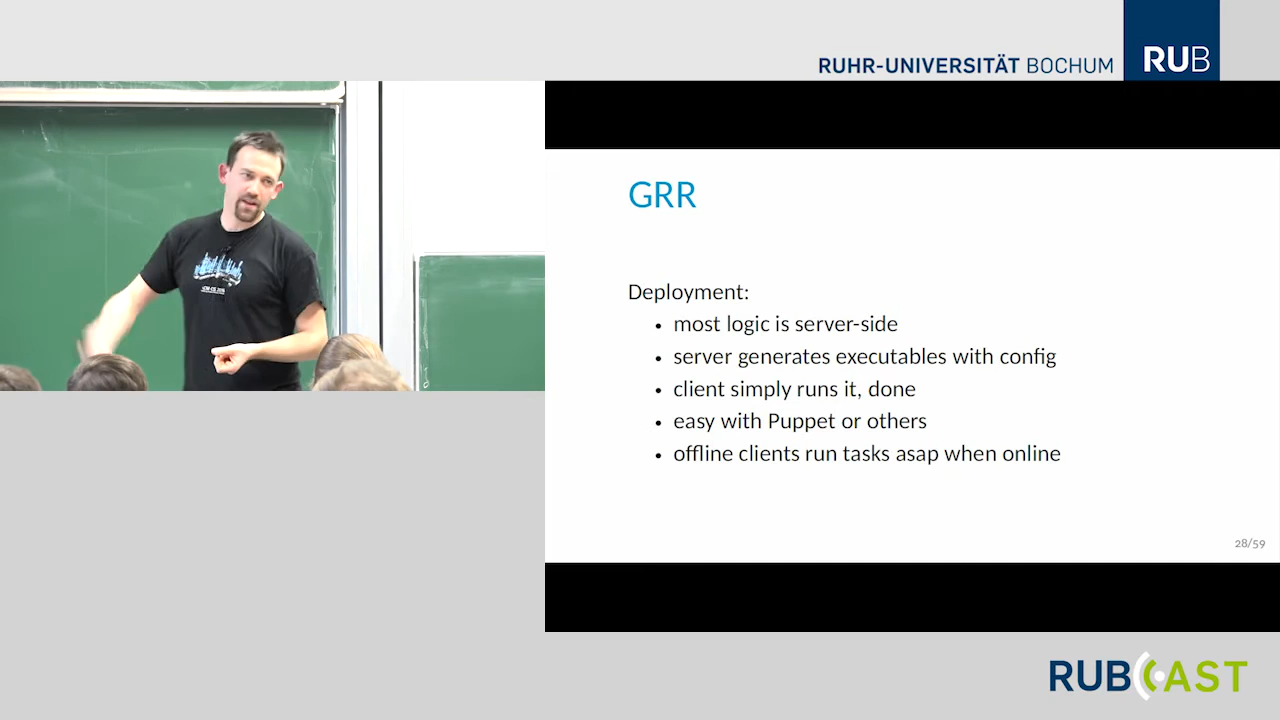 RUHR-UNIVERSITÄT BOCHUM
RUB
GRR
Deployment:
• most logic is server-side
• server generates executables with config
• client simply runs it, done
• easy with Puppet or others
• offline clients run tasks asap when online
28/59
RUBCAST